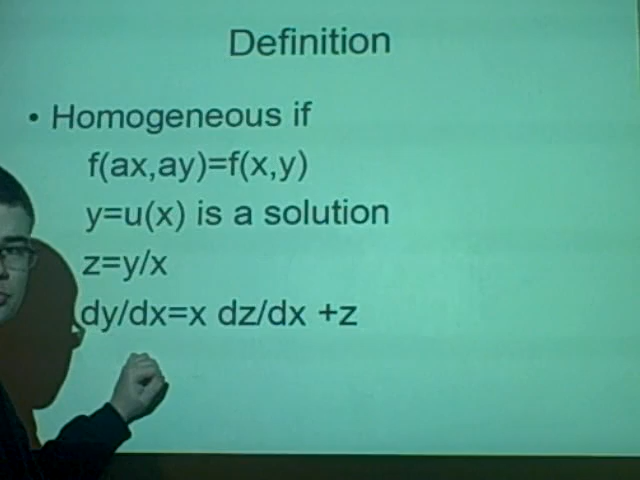 Definition
• Homogeneous if
f(ax,ay)=f(x,y)
y=u(x) is a solution
z=y/x
dy/dx=x dz/dx +z